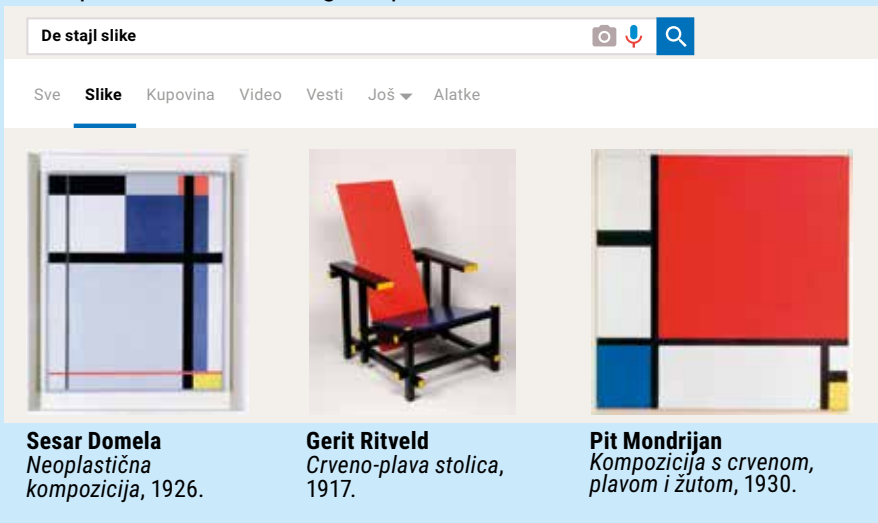 De stajl slike
Sve Slike Kupovina Video Vesti Još Alatke
Sesar Domela
Neoplastična
kompozicija, 1926.
Gerit Ritveld
Crveno-plava stolica,
1917.
Pit Mondrijan
Kompozicija s crvenom,
plavom i žutom, 1930.